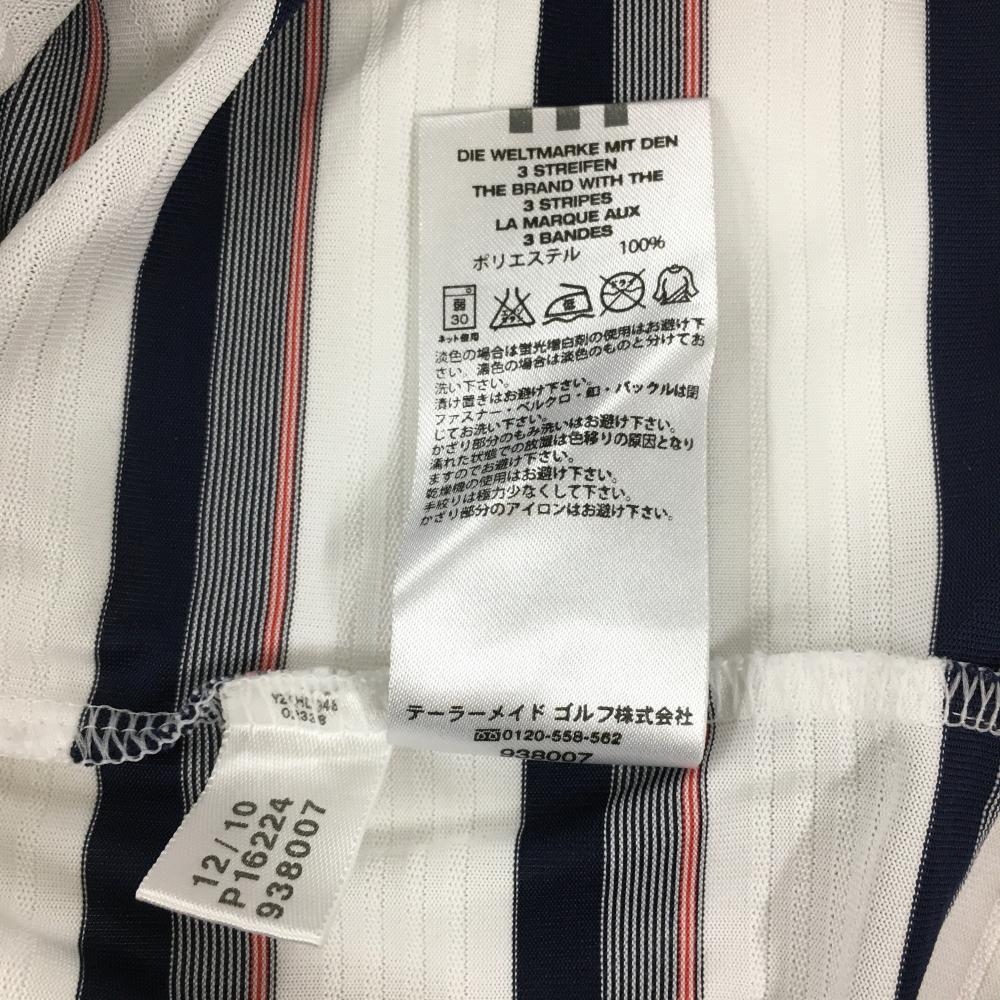 DIE WELTMARKE MIT DEN
3 STREIFEN
THE BRAND WITH THE
3 STRIPES
LA MARQUE AUX
3 BANDES
ポリエステル 100%
弱
30
ネット使用
低
淡色の場合は蛍光増白剤の使用はお避け下
さい。濃色の場合は淡色のものと分けてお
洗い下さい。
漬け置きはお避け下さい。
ファスナー・ベルクロ・釦・バックルは閉
じてお洗い下さい。
かざり部分のもみ洗いはお避け下さい。
濡れた状態での放置は色移りの原因となり
ますのでお避け下さい。
乾燥機の使用はお避け下さい。
手絞りは極力少なくして下さい。
かざり部分のアイロンはお避け下さい。
テーラーメイド ゴルフ株式会社
0120-558-562
938007
12/10
P16224
938007